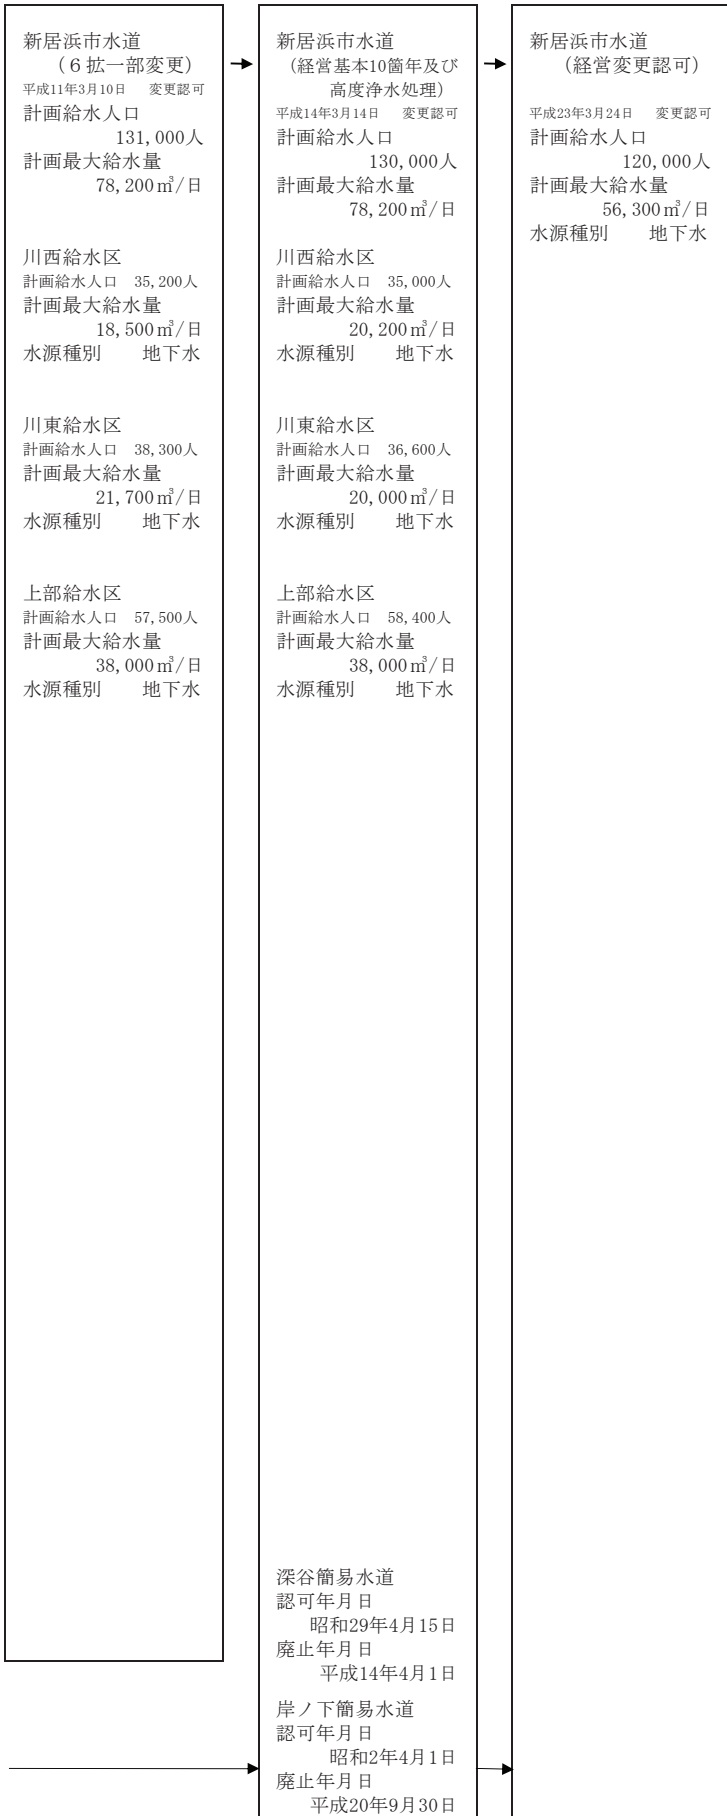 新居浜市水道
(6拡一部変更)
平成11年3月10日 変更認可
計画給水人口
131,000人
計画最大給水量
78,200㎥/日
川西給水区
計画給水人口 35,200人
計画最大給水量
18,500㎥/日
水源種別 地下水
川東給水区
計画給水人口 38,300人
計画最大給水量
21,700㎥/日
水源種別 地下水
上部給水区
計画給水人口 57,500人
計画最大給水量
38,000㎥/日
水源種別 地下水
新居浜市水道
(経営基本10箇年及び
高度浄水処理)
平成14年3月14日 変更認可
計画給水人口
130,000人
計画最大給水量
78,200㎥/日
川西給水区
計画給水人口 35,000人
計画最大給水量
20,200㎥/日
水源種別 地下水
川東給水区
計画給水人口 36,600人
計画最大給水量
20,000㎥/日
水源種別 地下水
上部給水区
計画給水人口 58,400人
計画最大給水量
38,000㎥/日
水源種別 地下水
深谷簡易水道
認可年月日
昭和29年4月15日
廃止年月日
平成14年4月1日
岸ノ下簡易水道
認可年月日
昭和2年4月1日
廃止年月日
平成20年9月30日
新居浜市水道
(経営変更認可)
平成23年3月24日 変更認可
計画給水人口
120,000人
計画最大給水量
56,300㎥/日
水源種別 地下水